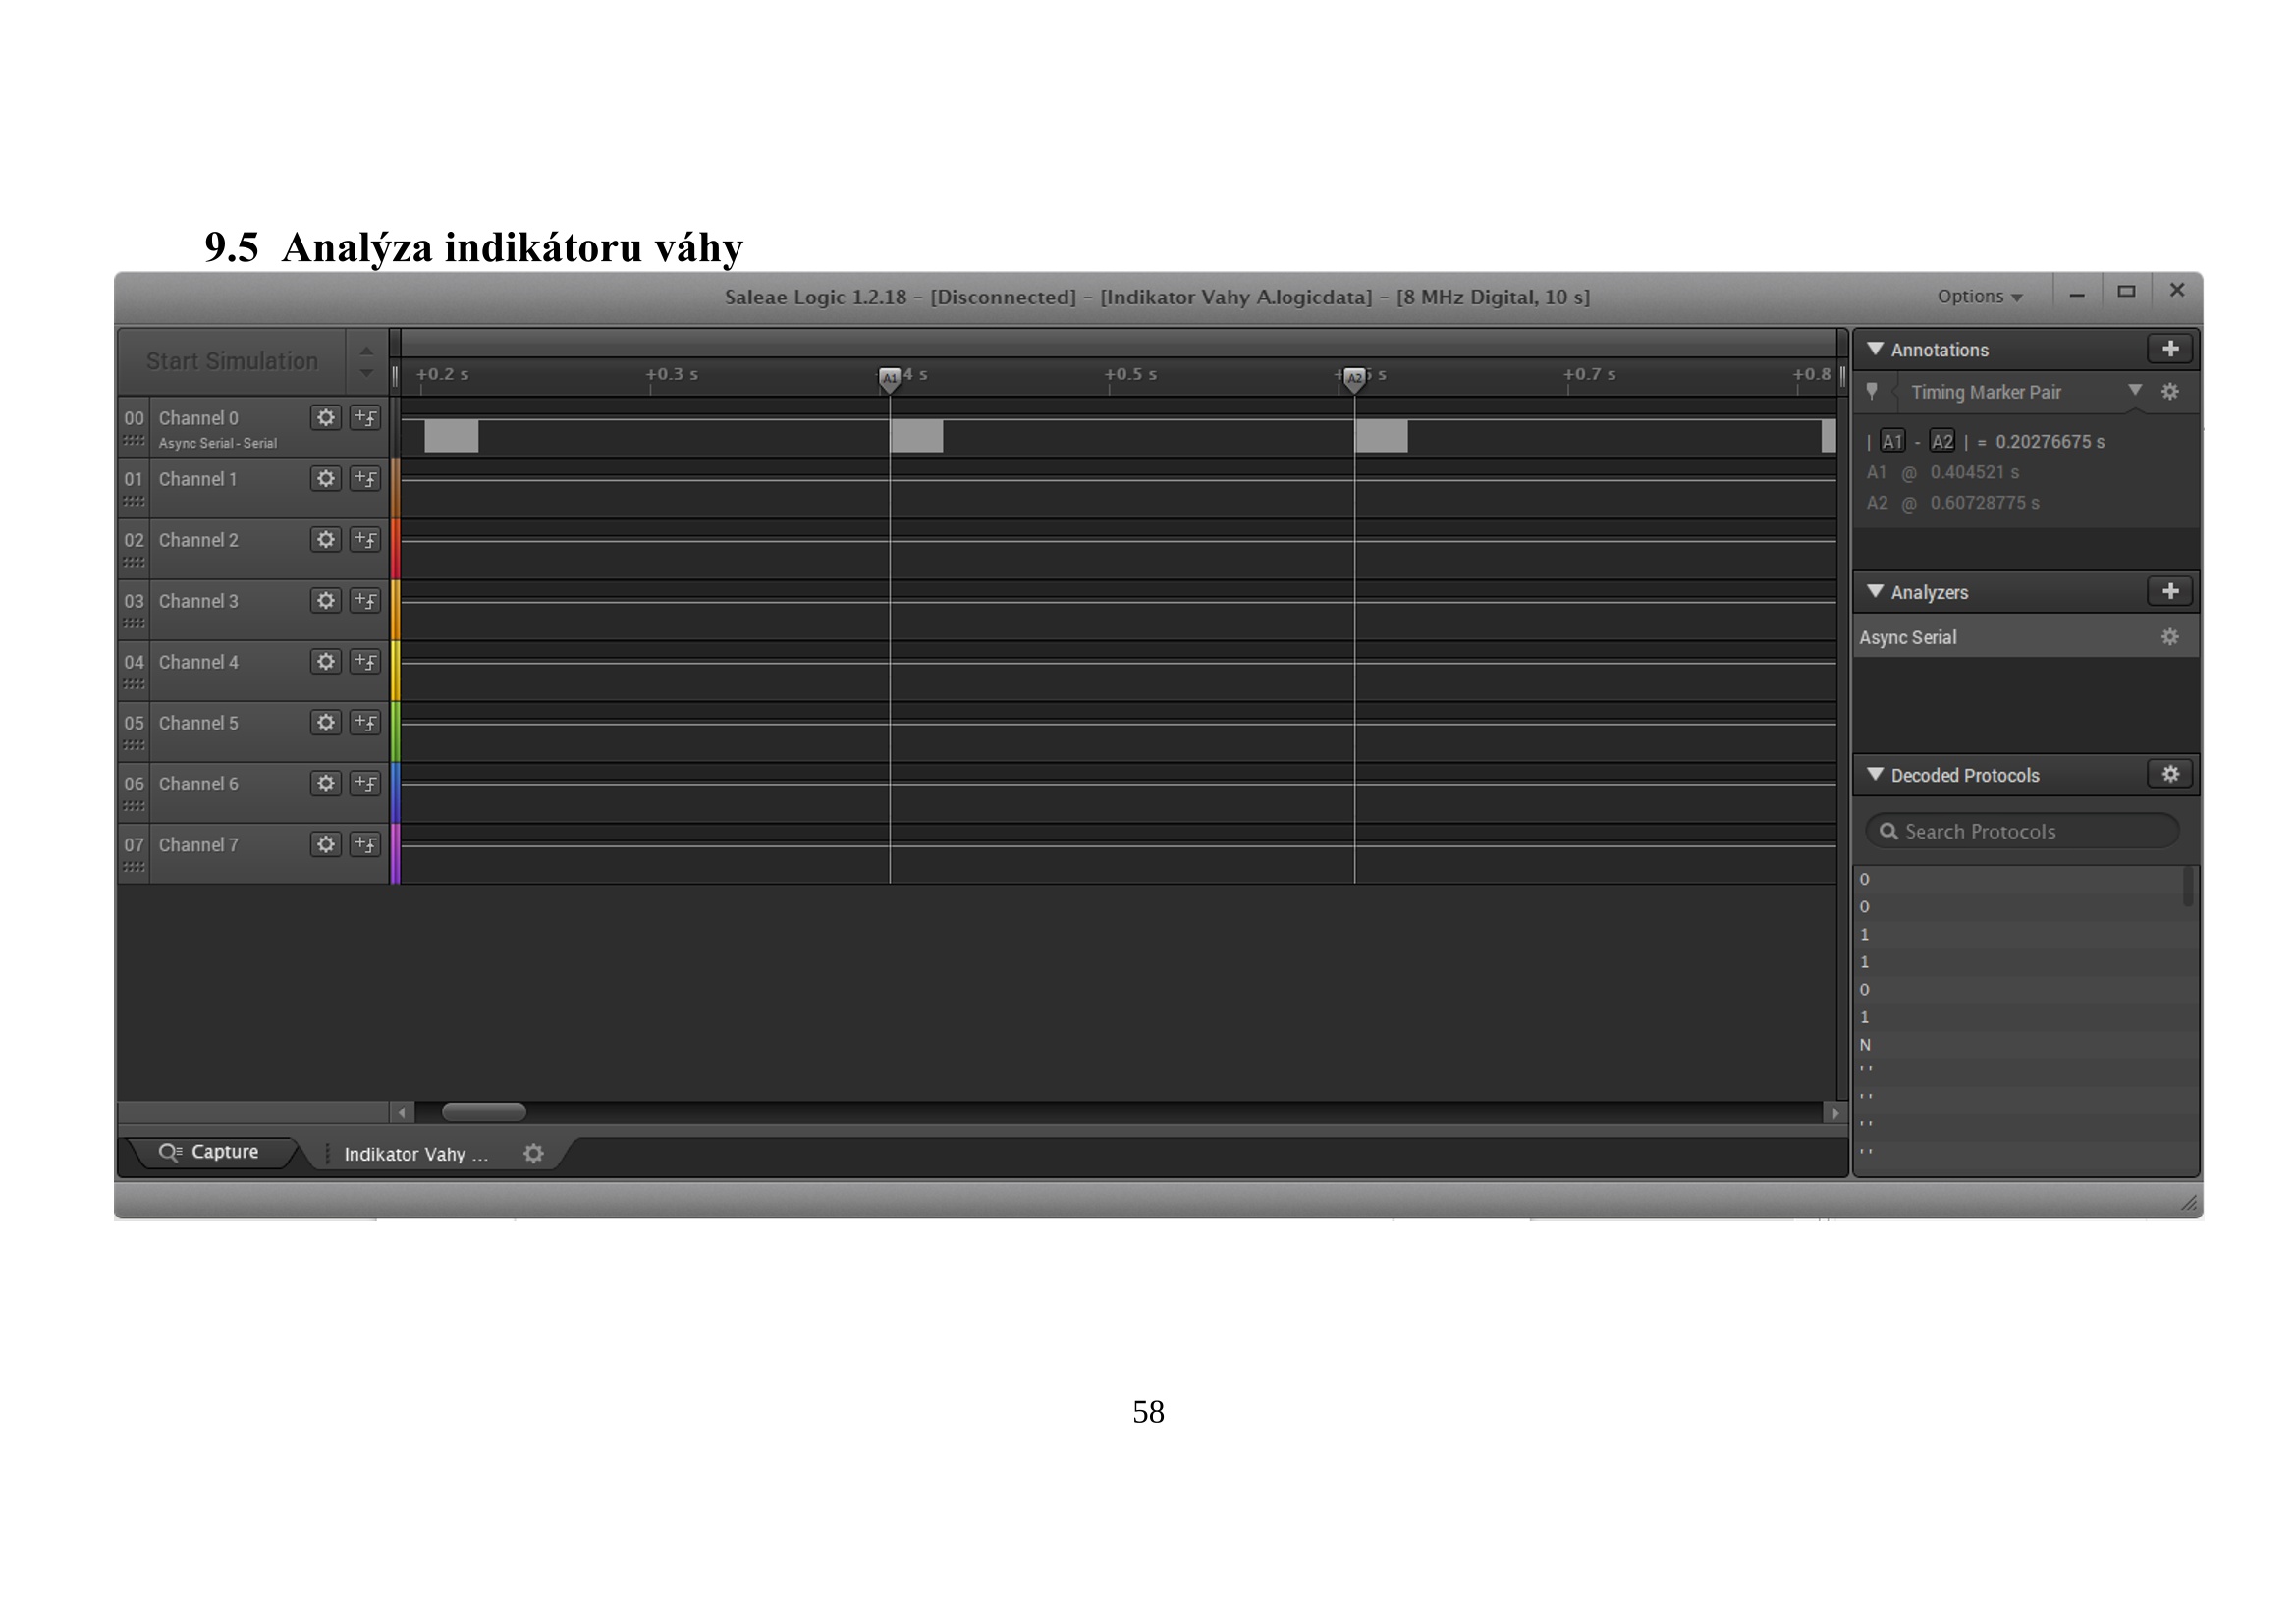 9.5 Analýza indikátoru váhy
Saleae Logic 1.2.18 - [Disconnected] - [Indikator Vahy A.logicdata] - [8 MHz Digital, 10 s]
Options
Start Simulation
+0.2 s
+0.3 s
A1
4 s
+0.5 s
A2
s
+0.7 s
+0.8
00 Channel 0
Async Serial - Serial
01 Channel 1
02 Channel 2
03 Channel 3
04 Channel 4
05 Channel 5
06 Channel 6
07 Channel 7
Annotations
Timing Marker Pair
| A1 - A2 | = 0.20276675 s
A1 @ 0.404521 s
A2 @ 0.60728775 s
Analyzers
Async Serial
Decoded Protocols
Search Protocols
0
0
1
1
0
1
N
' '
' '
' '
' '
Capture
Indikator Vahy ...
58